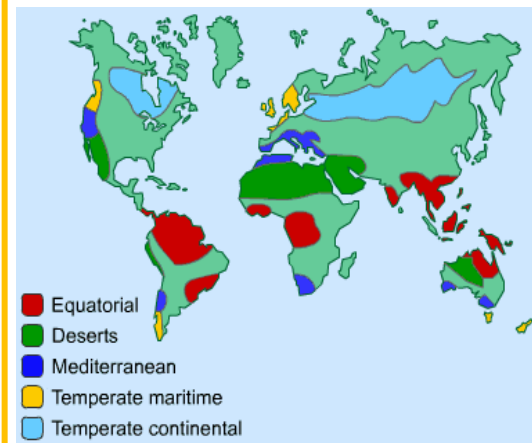 Equatorial
Deserts
Mediterranean
Temperate maritime
Temperate continental